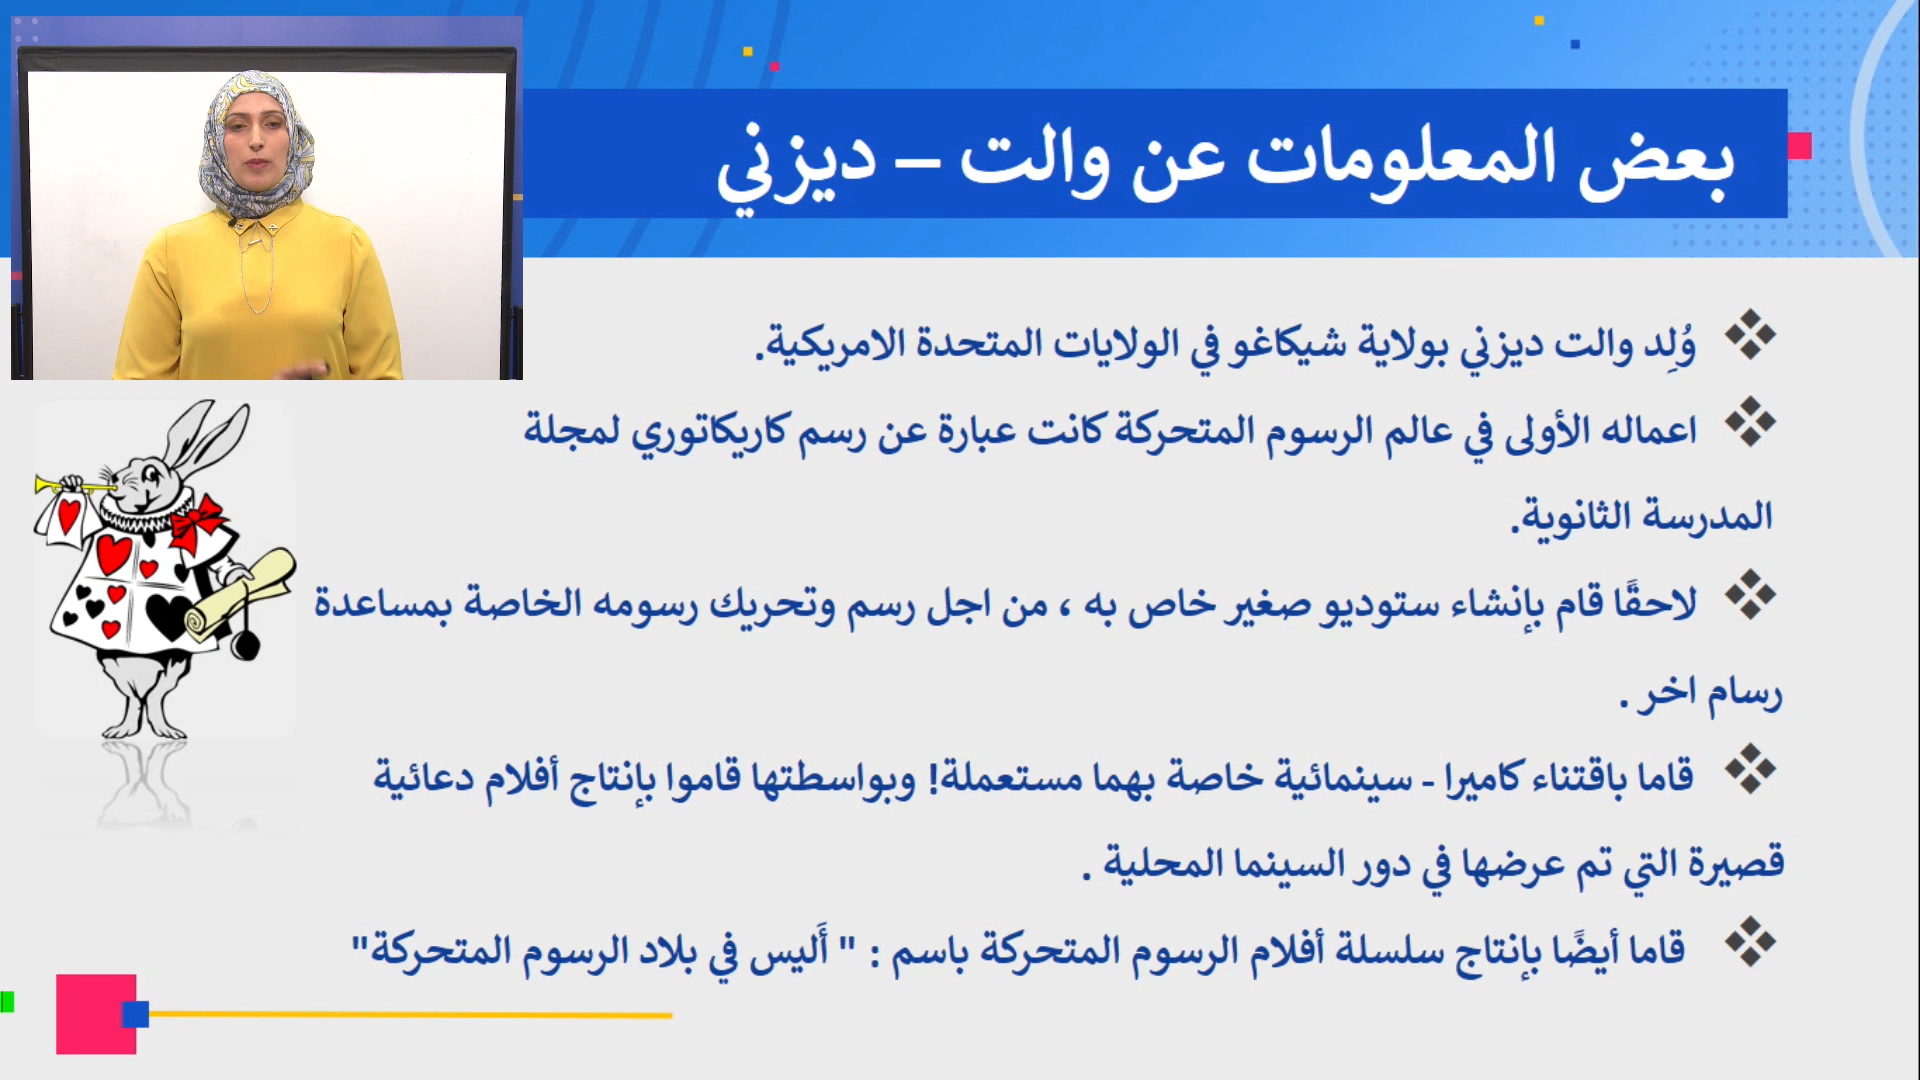 بعض المعلومات عن والت – ديزني
وُلِد والت ديزني بولاية شيكاغو في الولايات المتحدة الامريكية.
اعماله الأولى في عالم الرسوم المتحركة كانت عبارة عن رسم كاريكاتوري لمجلة
المدرسة الثانوية.
لاحقًا قام بإنشاء ستوديو صغير خاص به ، من اجل رسم وتحريك رسومه الخاصة بمساعدة
رسام اخر .
قاما باقتناء كاميرا - سينمائية خاصة بهما مستعملة! وبواسطتها قاموا بإنتاج أفلام دعائية
قصيرة التي تم عرضها في دور السينما المحلية .
قاما أيضًا بإنتاج سلسلة أفلام الرسوم المتحركة باسم : " أَليس في بلاد الرسوم المتحركة"